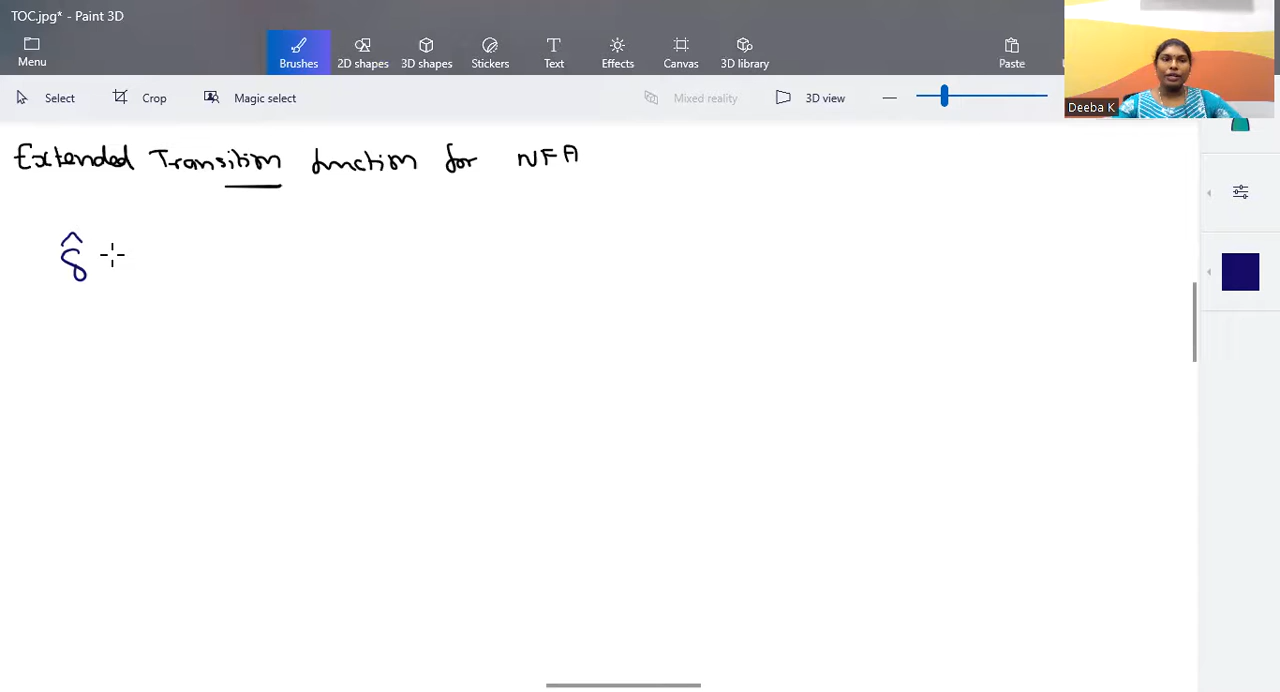 TOC.jpg* - Paint 3D
Menu
Brushes
2D shapes
3D shapes
Stickers
Text
Effects
Canvas
3D library
Paste
Select
Crop
Magic select
Mixed reality
3D view
Deeba K
Extended Transition function for NFA
δ̂